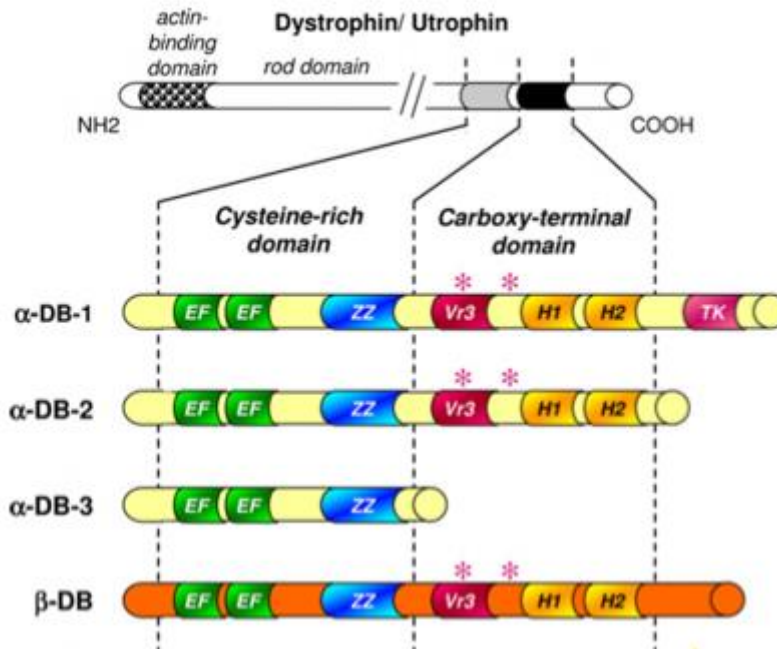 actin-
binding
domain
Dystrophin/ Utrophin
rod domain
NH2
COOH
Cysteine-rich
domain
Carboxy-terminal
domain
* *
α-DB-1 EF EF ZZ Vr3 H1 H2 TK
* *
α-DB-2 EF EF ZZ Vr3 H1 H2
α-DB-3 EF EF ZZ
* *
β-DB EF EF ZZ Vr3 H1 H2